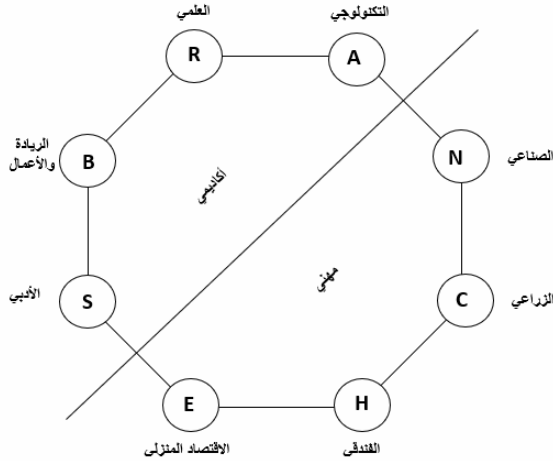 العلمي
التكنولوجي
R
A
الريادة
والأعمال
B
N
الصناعي
أكاديمي
مهني
الأدبي
S
C
الزراعي
E
H
الاقتصاد المنزلي
الفندقي